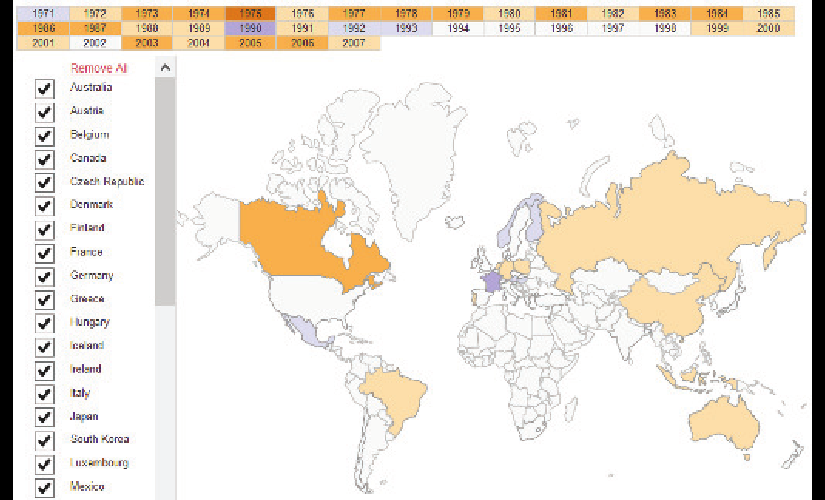 1971 1972 1973 1974 1975 1976 1977 1978 1979 1980 1981 1982 1983 1984 1985
1986 1987 1988 1989 1990 1991 1992 1993 1994 1995 1996 1997 1998 1999 2000
2001 2002 2003 2004 2005 2006 2007
Remove All
Australia
Austria
Belgium
Canada
Czech Republic
Denmark
Finland
France
Germany
Greece
Hungary
Iceland
Ireland
Italy
Japan
South Korea
Luxembourg
Mexico